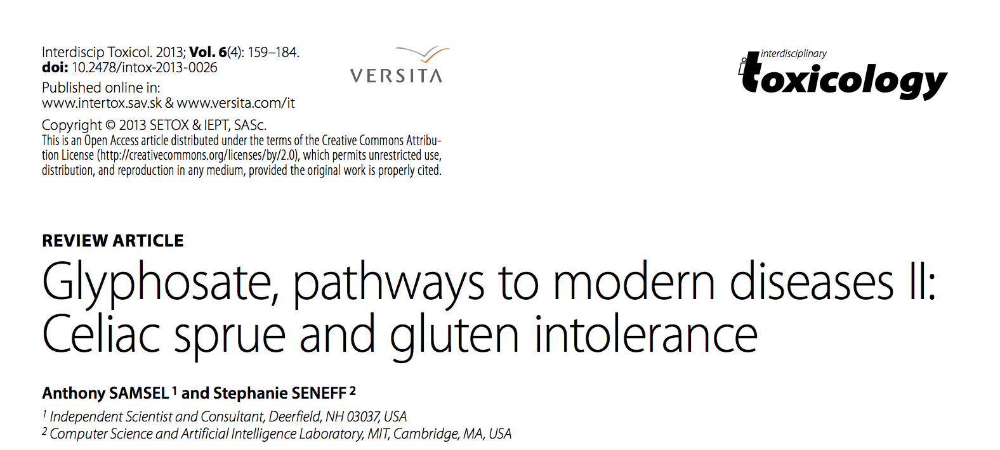 Interdiscip Toxicol. 2013; Vol. 6(4): 159–184.
doi: 10.2478/intox-2013-0026
Published online in:
www.intertox.sav.sk & www.versita.com/it
Copyright © 2013 SETOX & IEPT, SASc.
This is an Open Access article distributed under the terms of the Creative Commons Attribu-
tion License (http://creativecommons.org/licenses/by/2.0), which permits unrestricted use,
distribution, and reproduction in any medium, provided the original work is properly cited.
VERSITA
interdisciplinary
toxicology
REVIEW ARTICLE
Glyphosate, pathways to modern diseases II:
Celiac sprue and gluten intolerance
Anthony SAMSEL 1 and Stephanie SENEFF 2
1 Independent Scientist and Consultant, Deerfield, NH 03037, USA
2 Computer Science and Artificial Intelligence Laboratory, MIT, Cambridge, MA, USA